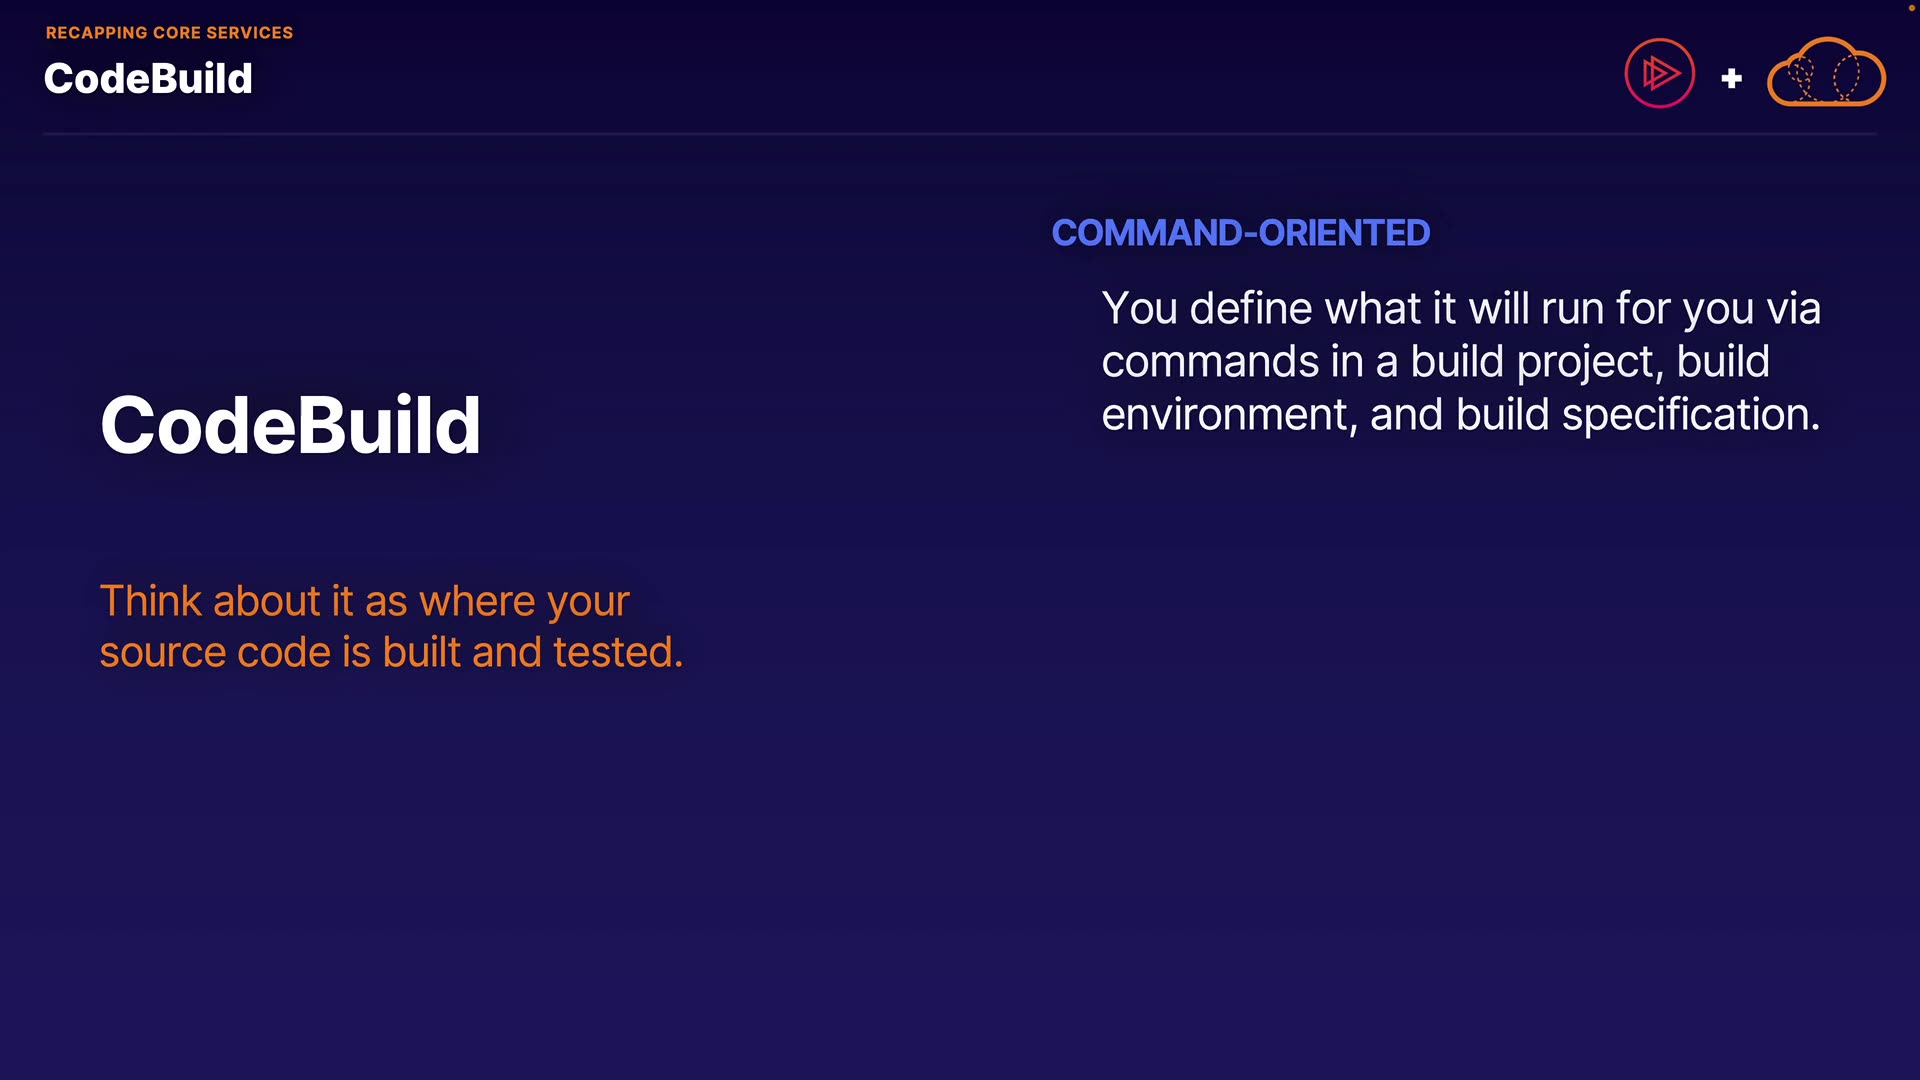 RECAPPING CORE SERVICES
CodeBuild
CodeBuild
Think about it as where your
source code is built and tested.
COMMAND-ORIENTED
You define what it will run for you via
commands in a build project, build
environment, and build specification.